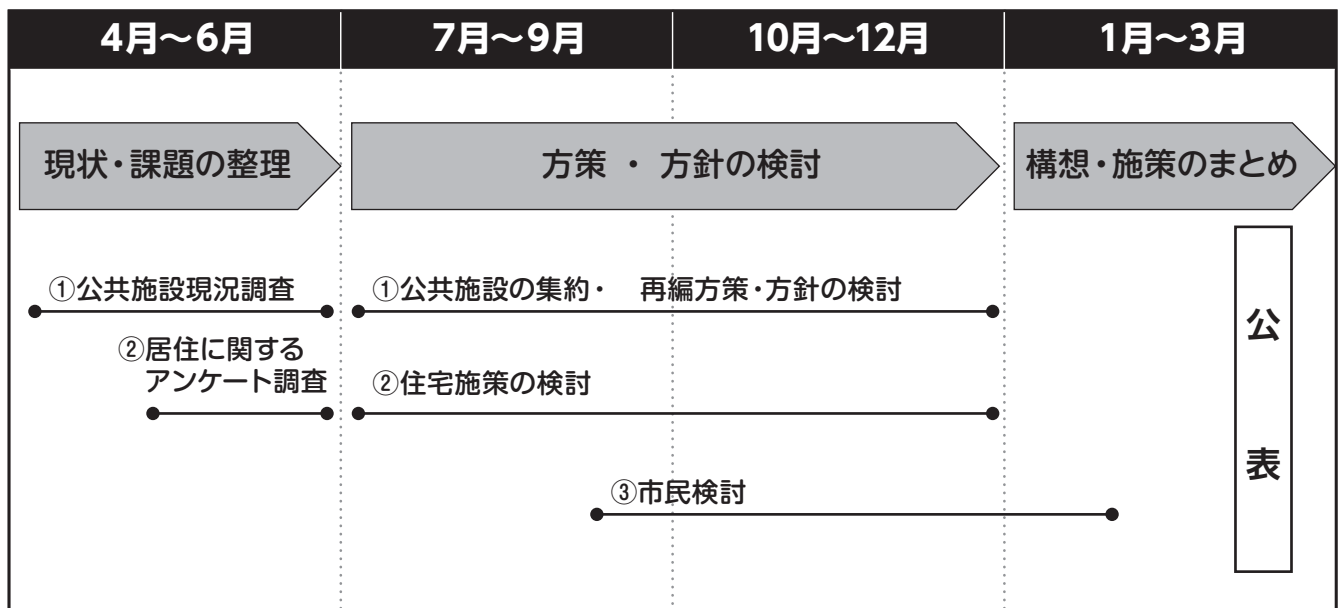 4月～6月
7月～9月
10月～12月
1月～3月
現状・課題の整理
方策 ・ 方針の検討
構想・施策のまとめ
①公共施設現況調査
①公共施設の集約・　再編方策・方針の検討
②居住に関する
アンケート調査
②住宅施策の検討
③市民検討
公表